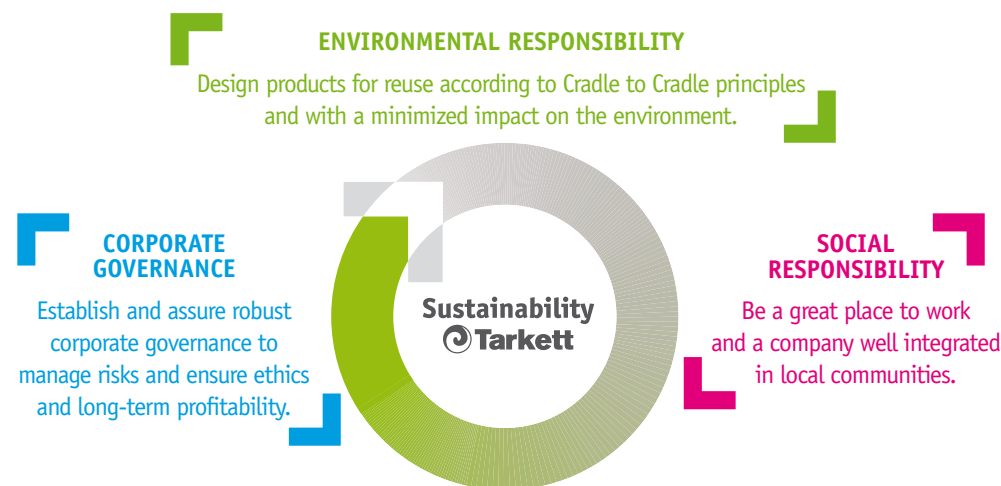 ENVIRONMENTAL RESPONSIBILITY
Design products for reuse according to Cradle to Cradle principles
and with a minimized impact on the environment.
CORPORATE
GOVERNANCE
Establish and assure robust
corporate governance to
manage risks and ensure ethics
and long-term profitability.
Sustainability
Tarkett
SOCIAL
RESPONSIBILITY
Be a great place to work
and a company well integrated
in local communities.